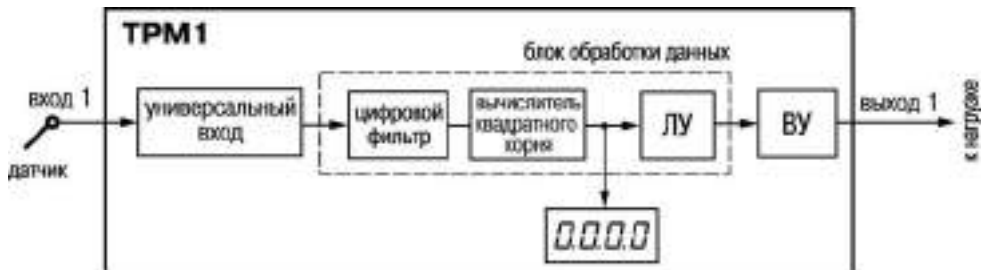 ТРМ1
блок обработки данных
вход 1
датчик
универсальный
вход
цифровой
фильтр
вычислитель
квадратного
корня
ЛУ
ВУ
выход 1
к нагрузке
0.0.0.0